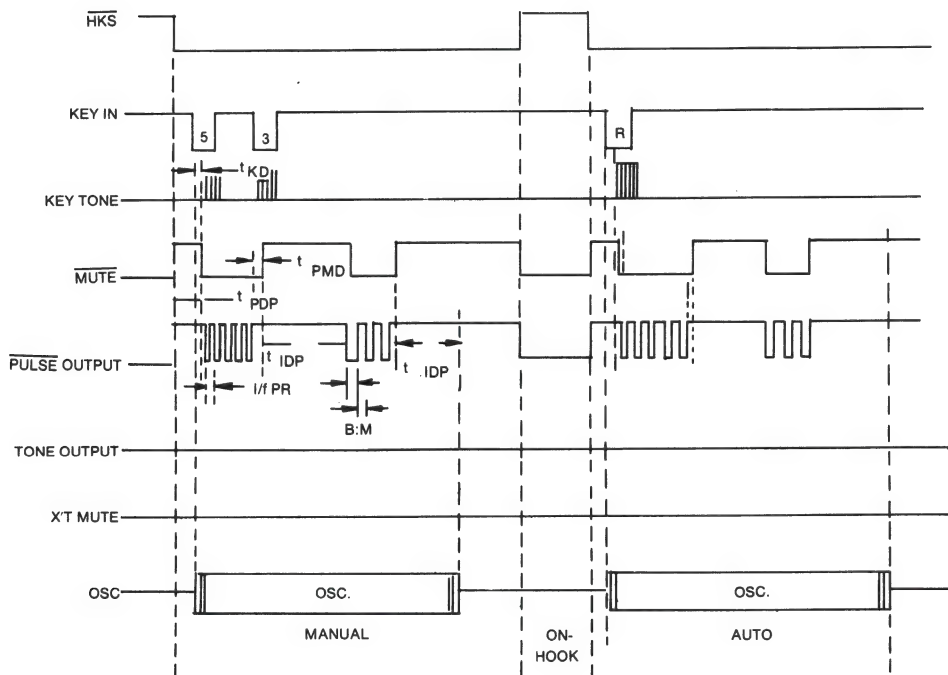 HKS
KEY IN
5
3
R
t KD
KEY TONE
t PMD
MUTE
t PDP
PULSE OUTPUT
t IDP
t IDP
I/f PR
B:M
TONE OUTPUT
X'T MUTE
OSC
OSC.
OSC.
MANUAL
ON-
HOOK
AUTO